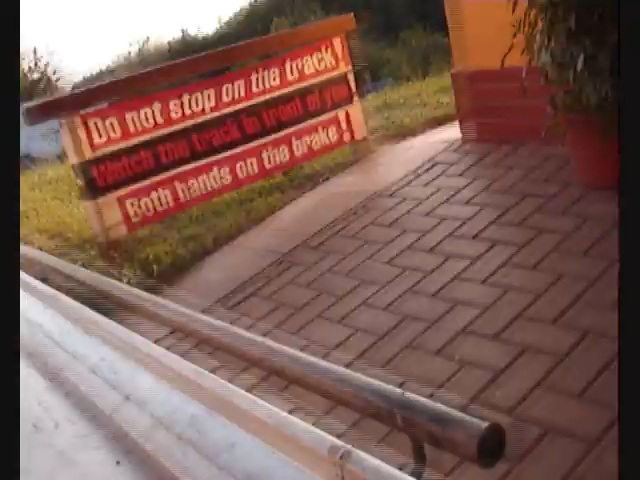 Do not stop on the track!
Watch the track in front of you!
Both hands on the brake!